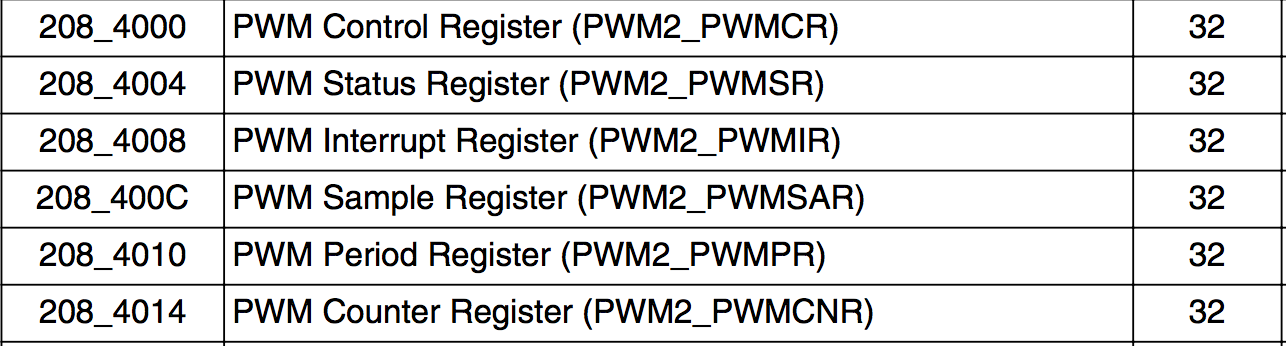 208_4000 PWM Control Register (PWM2_PWMCR) 32
208_4004 PWM Status Register (PWM2_PWMSR) 32
208_4008 PWM Interrupt Register (PWM2_PWMIR) 32
208_400C PWM Sample Register (PWM2_PWMSAR) 32
208_4010 PWM Period Register (PWM2_PWMPR) 32
208_4014 PWM Counter Register (PWM2_PWMCNR) 32